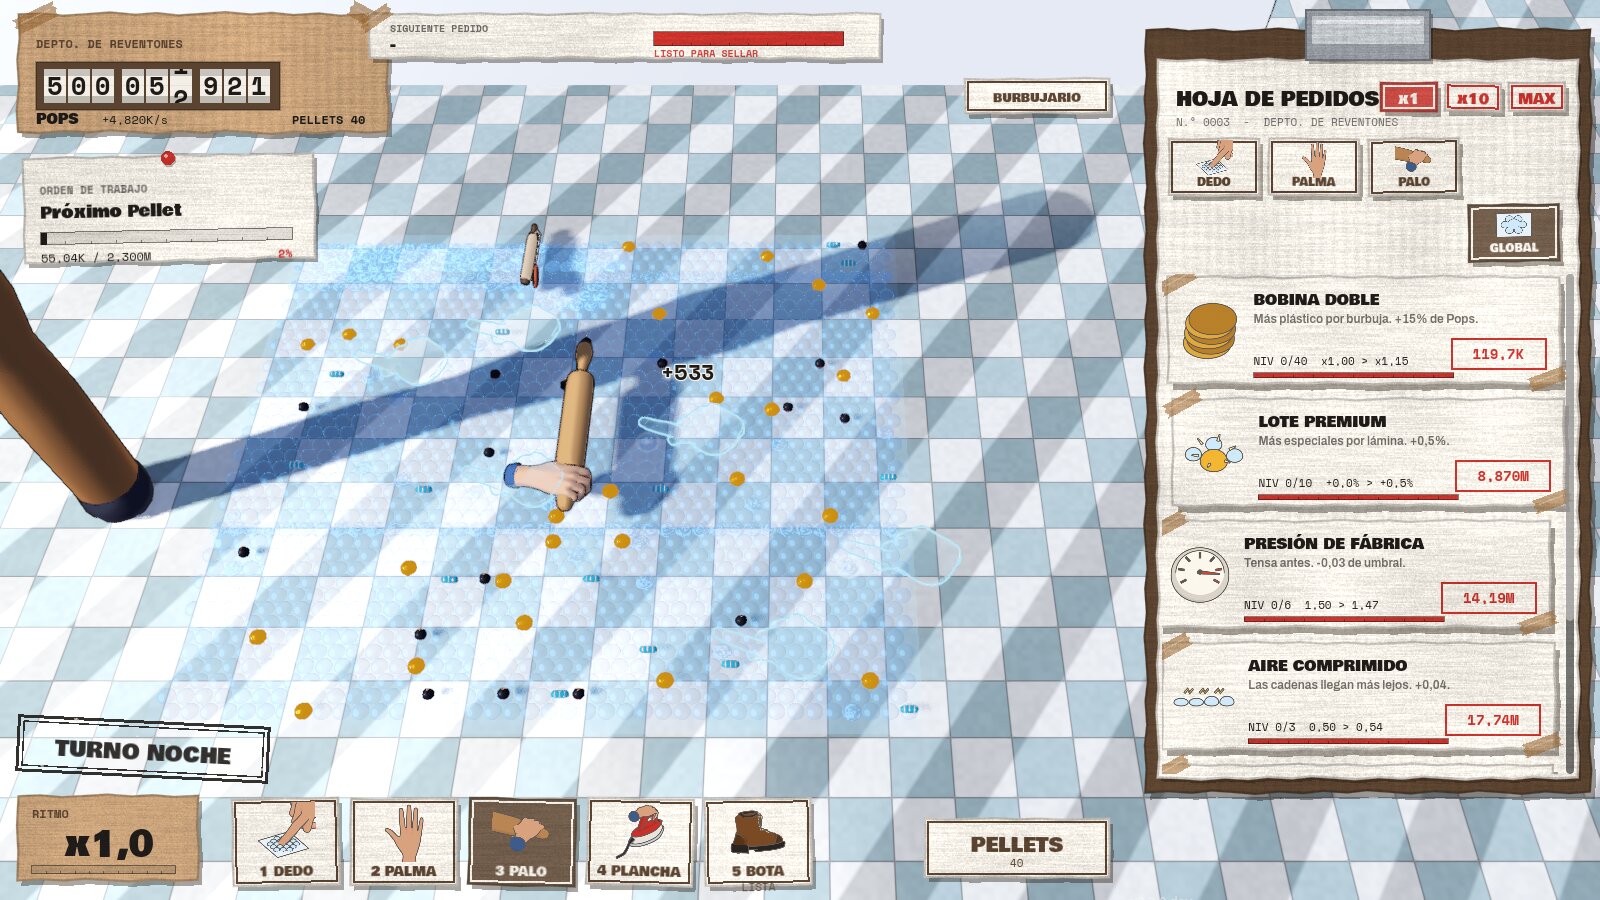 DEPTO. DE REVENTONES
500 052 921
POPS +4,820K/s PELLETS 40
SIGUIENTE PEDIDO
-
LISTO PARA SELLAR
BURBUJARIO
ORDEN DE TRABAJO
Próximo Pellet
55,04K / 2,300M 2%
+533
HOJA DE PEDIDOS x1 x10 MAX
N.° 0003 - DEPTO. DE REVENTONES
DEDO PALMA PALO
GLOBAL
BOBINA DOBLE
Más plástico por burbuja. +15% de Pops.
NIV 0/40 x1,00 > x1,15 119,7K
LOTE PREMIUM
Más especiales por lámina. +0,5%.
NIV 0/10 +0,0% > +0,5% 8,870M
PRESIÓN DE FÁBRICA
Tensa antes. -0,03 de umbral.
NIV 0/6 1,50 > 1,47 14,19M
AIRE COMPRIMIDO
Las cadenas llegan más lejos. +0,04.
NIV 0/3 0,50 > 0,54 17,74M
TURNO NOCHE
RITMO
x1,0
1 DEDO 2 PALMA 3 PALO 4 PLANCHA 5 BOTA
LISTA
PELLETS
40